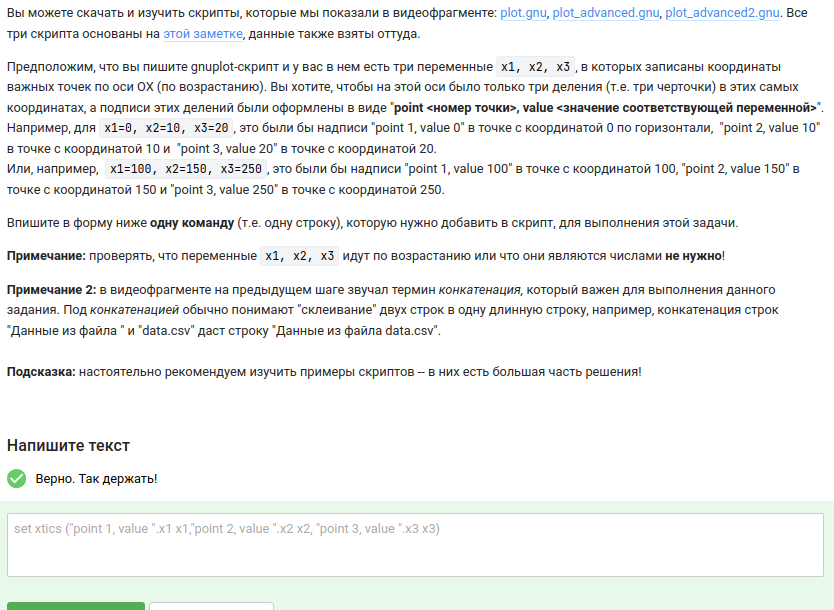 Вы можете скачать и изучить скрипты, которые мы показали в видеофрагменте: plot.gnu, plot_advanced.gnu, plot_advanced2.gnu. Все
три скрипта основаны на этой заметке, данные также взяты оттуда.
Предположим, что вы пишите gnuplot-скрипт и у вас в нем есть три переменные x1, x2, x3, в которых записаны координаты
важных точек по оси OX (по возрастанию). Вы хотите, чтобы на этой оси было только три деления (т.е. три черточки) в этих самых
координатах, а подписи этих делений были оформлены в виде "point <номер точки>, value <значение соответствующей переменной>".
Например, для x1=0, x2=10, x3=20, это были бы надписи "point 1, value 0" в точке с координатой 0 по горизонтали, "point 2, value 10"
в точке с координатой 10 и "point 3, value 20" в точке с координатой 20.
Или, например, x1=100, x2=150, x3=250, это были бы надписи "point 1, value 100" в точке с координатой 100, "point 2, value 150" в
точке с координатой 150 и "point 3, value 250" в точке с координатой 250.
Впишите в форму ниже одну команду (т.е. одну строку), которую нужно добавить в скрипт, для выполнения этой задачи.
Примечание: проверять, что переменные x1, x2, x3 идут по возрастанию или что они являются числами не нужно!
Примечание 2: в видеофрагменте на предыдущем шаге звучал термин конкатенация, который важен для выполнения данного
задания. Под конкатенацией обычно понимают "склеивание" двух строк в одну длинную строку, например, конкатенация строк
"Данные из файла " и "data.csv" даст строку "Данные из файла data.csv".
Подсказка: настоятельно рекомендуем изучить примеры скриптов – в них есть большая часть решения!
Напишите текст
Верно. Так держать!
set xtics ("point 1, value ".x1 x1,"point 2, value ".x2 x2, "point 3, value ".x3 x3)